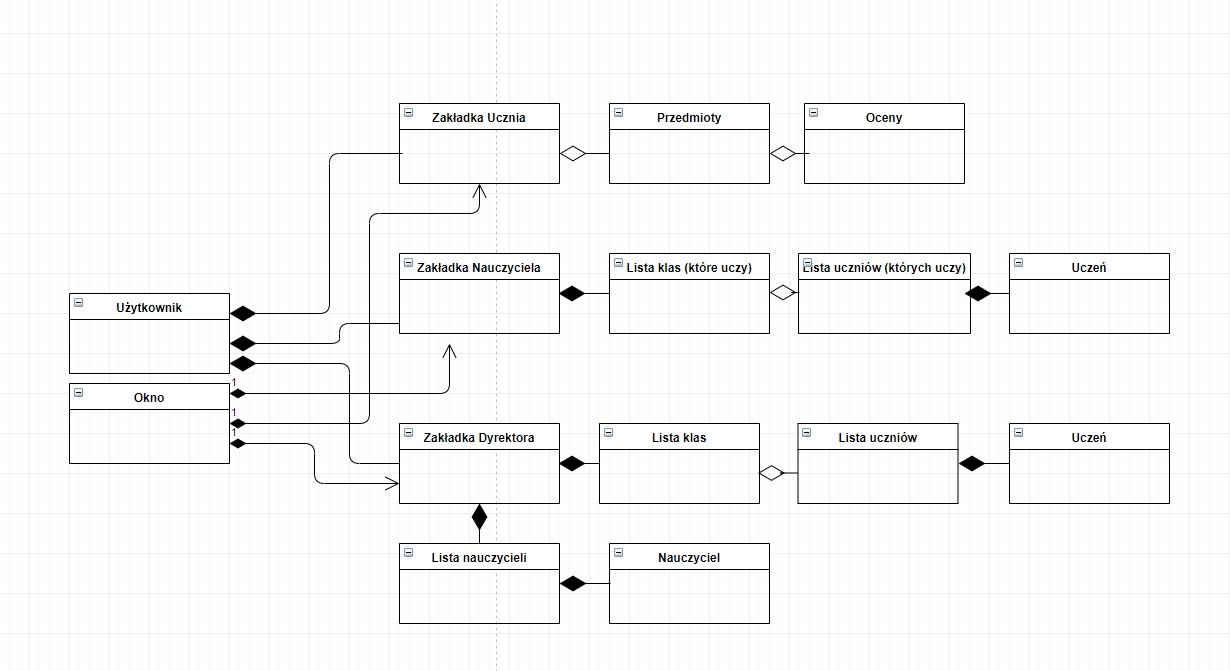 Zakładka Ucznia
Przedmioty
Oceny
Zakładka Nauczyciela
Lista klas (które uczy)
Lista uczniów (których uczy)
Uczeń
Użytkownik
Okno
1
1
1
Zakładka Dyrektora
Lista klas
Lista uczniów
Uczeń
Lista nauczycieli
Nauczyciel